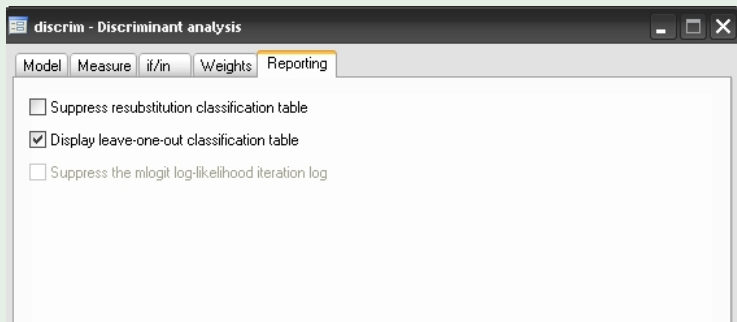 discrim - Discriminant analysis
Model Measure if/in Weights Reporting
Suppress resubstitution classification table
Display leave-one-out classification table
Suppress the mlogit log-likelihood iteration log